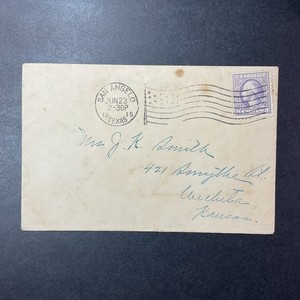 SAN ANGELO
JUN 23
2-30P
TEXAS
Mrs J. K. Smith
421 Smythe St.
Wichita,
Kansas.